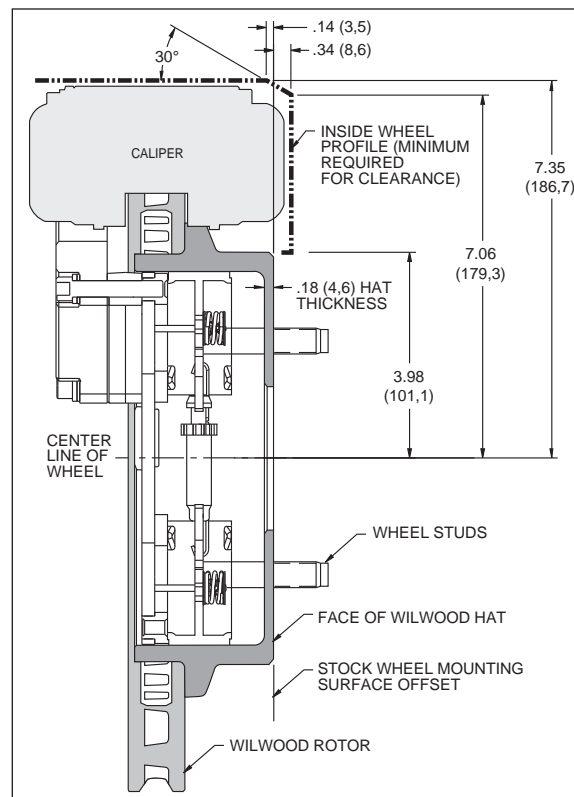 .14 (3,5)
.34 (8,6)
30°
CALIPER
INSIDE WHEEL
PROFILE (MINIMUM
REQUIRED
FOR CLEARANCE)
7.35
(186,7)
7.06
(179,3)
.18 (4,6) HAT
THICKNESS
3.98
(101,1)
CENTER
LINE OF
WHEEL
WHEEL STUDS
FACE OF WILWOOD HAT
STOCK WHEEL MOUNTING
SURFACE OFFSET
WILWOOD ROTOR